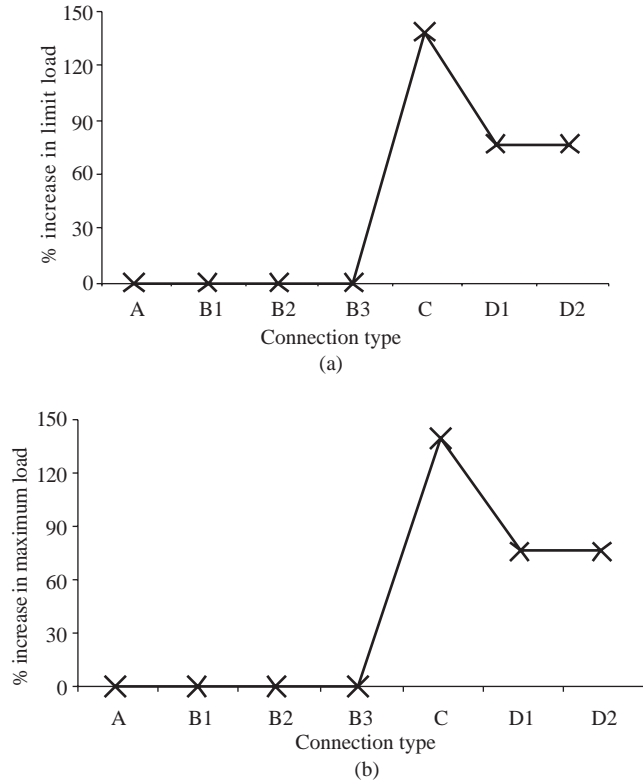 150
120
90
60
30
0
% increase in limit load
A B1 B2 B3 C D1 D2
Connection type
(a)
150
120
90
60
30
0
% increase in maximum load
A B1 B2 B3 C D1 D2
Connection type
(b)